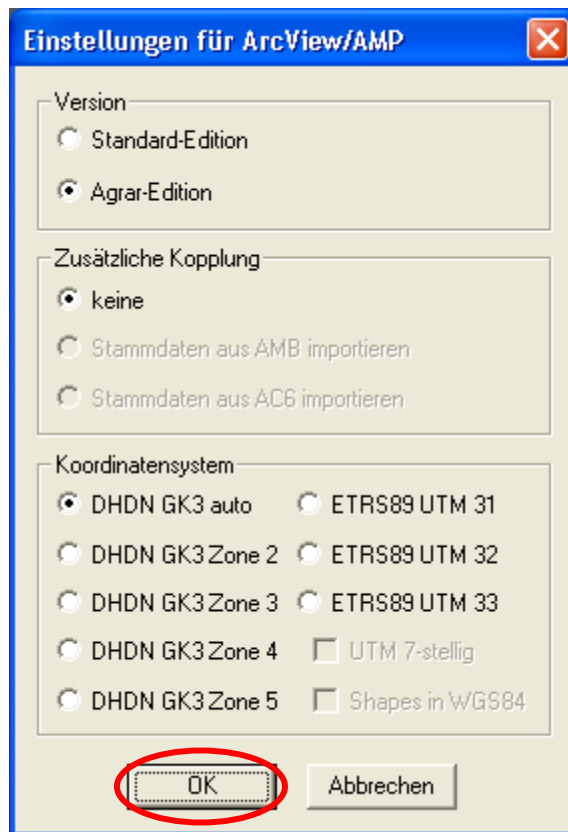 Einstellungen für ArcView/AMP
Version
Standard-Edition
Agrar-Edition
Zusätzliche Kopplung
keine
Stammdaten aus AMB importieren
Stammdaten aus AC6 importieren
Koordinatensystem
DHDN GK3 auto ETRS89 UTM 31
DHDN GK3 Zone 2 ETRS89 UTM 32
DHDN GK3 Zone 3 ETRS89 UTM 33
DHDN GK3 Zone 4 UTM 7-stellig
DHDN GK3 Zone 5 Shapes in WGS84
OK Abbrechen